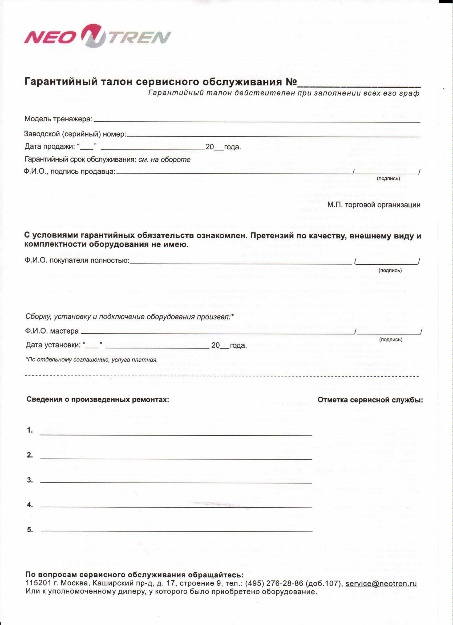 NEO TREN
Гарантийный талон сервисного обслуживания №
Гарантийный талон действителен при заполнении всех его граф
Модель тренажера:
Заводской (серийный) номер:
Дата продажи: "___" 20__года.
Гарантийный срок обслуживания: см. на обороте
Ф.И.О., подпись продавца: / /
(подпись)
М.П. торговой организации
С условиями гарантийных обязательств ознакомлен. Претензий по качеству, внешнему виду и
комплектности оборудования не имею.
Ф.И.О. покупателя полностью: / /
(подпись)
Сборку, установку и подключение оборудования произвел:*
Ф.И.О. мастера / /
(подпись)
Дата установки: "___" 20__года.
*По отдельному соглашению, услуга платная.
Сведения о произведенных ремонтах: Отметка сервисной службы:
1.
2.
3.
4.
5.
По вопросам сервисного обслуживания обращайтесь:
115201 г. Москва, Каширский пр-д, д. 17, строение 9, тел.: (495) 276-28-86 (доб.107), service@neotren.ru
Или к уполномоченному дилеру, у которого было приобретено оборудование.